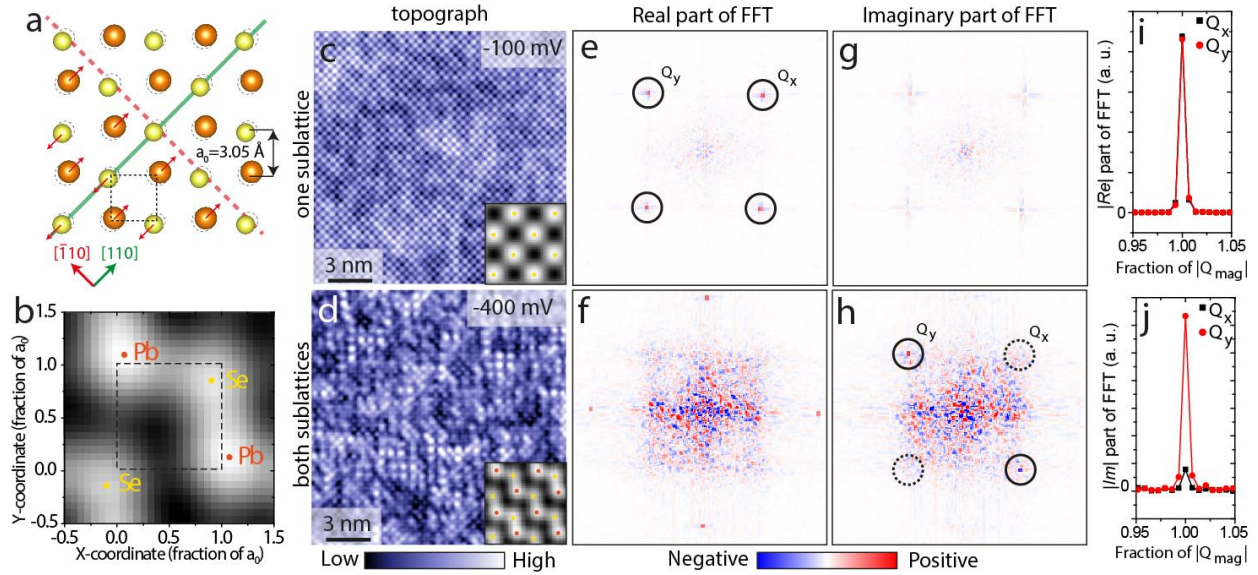 topograph
Real part of FFT
Imaginary part of FFT
one sublattice
both sublattices
a
a₀=3.05 Å
[1̅10]
[110]
b
Y-coordinate (fraction of a₀)
1.5
1.0
0.5
0.0
-0.5
Pb
Se
Pb
Se
-0.5 0.0 0.5 1.0 1.5
X-coordinate (fraction of a₀)
c
-100 mV
3 nm
d
-400 mV
3 nm
Low
High
e
Qy
Qx
f
Negative
Positive
g
h
Qy
Qx
i
Qx
Qy
|Re| part of FFT (a. u.)
0
0.95 1.00 1.05
Fraction of |Qmag|
j
Qx
Qy
|Im| part of FFT (a. u.)
0
0.95 1.00 1.05
Fraction of |Qmag|